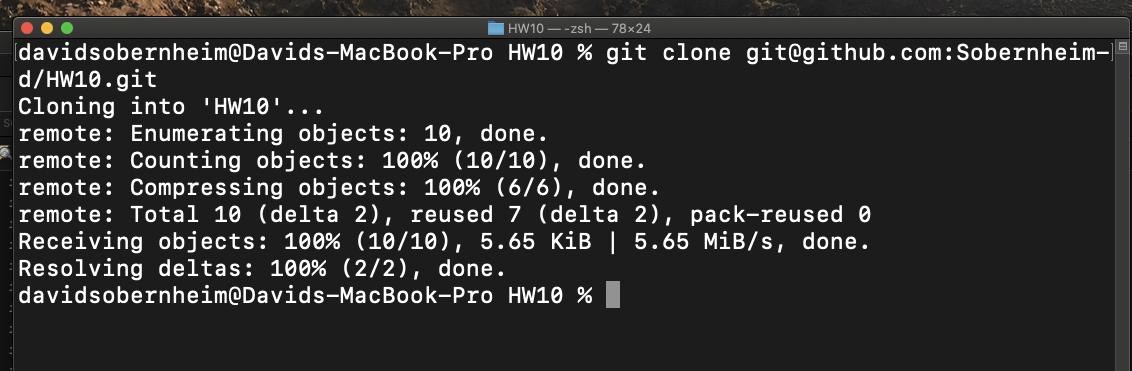 HW10 — -zsh — 78×24
davidsobernheim@Davids-MacBook-Pro HW10 % git clone git@github.com:Sobernheim-
d/HW10.git
Cloning into 'HW10'...
remote: Enumerating objects: 10, done.
remote: Counting objects: 100% (10/10), done.
remote: Compressing objects: 100% (6/6), done.
remote: Total 10 (delta 2), reused 7 (delta 2), pack-reused 0
Receiving objects: 100% (10/10), 5.65 KiB | 5.65 MiB/s, done.
Resolving deltas: 100% (2/2), done.
davidsobernheim@Davids-MacBook-Pro HW10 %